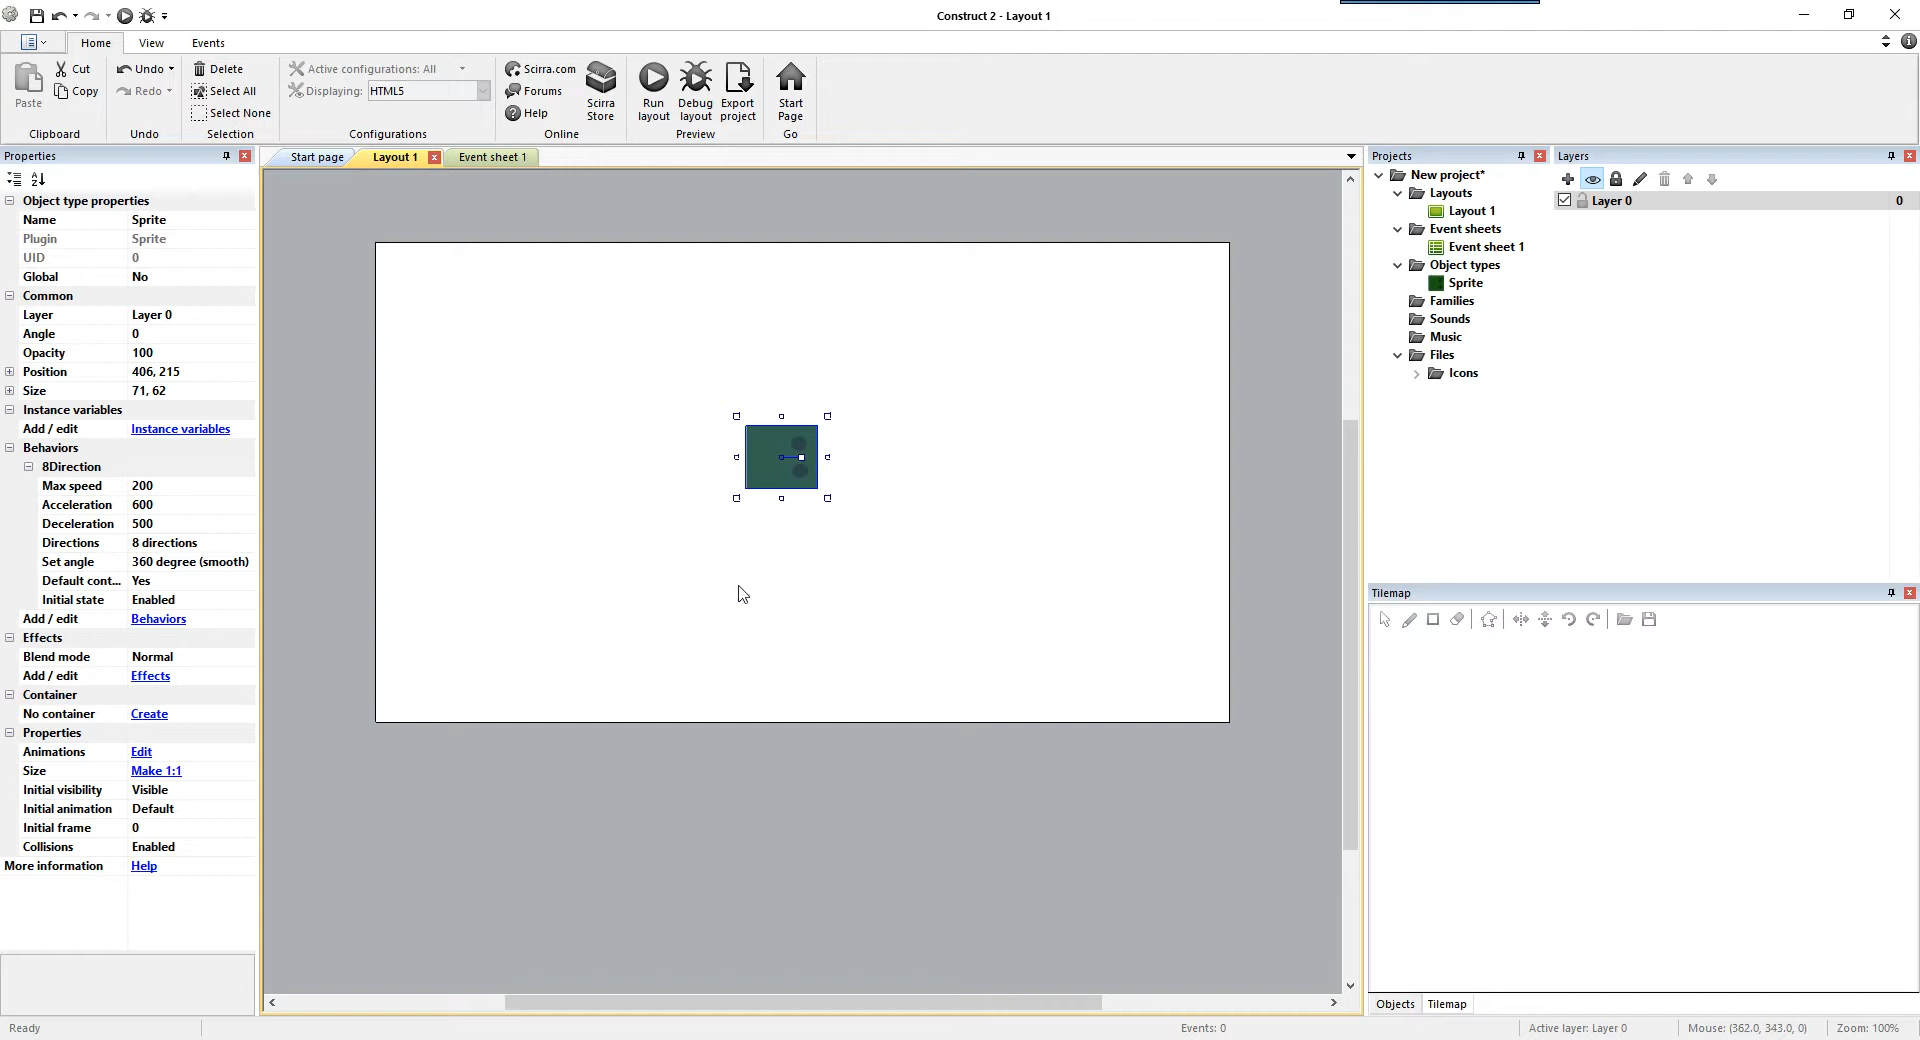 Construct 2 - Layout 1
Home View Events
Paste
Cut
Copy
Clipboard
Undo
Redo
Undo
Delete
Select All
Select None
Selection
Active configurations: All
Displaying: HTML5
Configurations
Scirra.com
Forums
Help
Scirra Store
Online
Run layout
Debug layout
Export project
Preview
Start Page
Go
Properties
Object type properties
Name Sprite
Plugin Sprite
UID 0
Global No
Common
Layer Layer 0
Angle 0
Opacity 100
Position 406, 215
Size 71, 62
Instance variables
Add / edit Instance variables
Behaviors
8Direction
Max speed 200
Acceleration 600
Deceleration 500
Directions 8 directions
Set angle 360 degree (smooth)
Default cont... Yes
Initial state Enabled
Add / edit Behaviors
Effects
Blend mode Normal
Add / edit Effects
Container
No container Create
Properties
Animations Edit
Size Make 1:1
Initial visibility Visible
Initial animation Default
Initial frame 0
Collisions Enabled
More information Help
Start page Layout 1 Event sheet 1
Projects
New project*
Layouts
Layout 1
Event sheets
Event sheet 1
Object types
Sprite
Families
Sounds
Music
Files
Icons
Layers
Layer 0 0
Tilemap
Objects Tilemap
Ready Events: 0 Active layer: Layer 0 Mouse: (362.0, 343.0, 0) Zoom: 100%